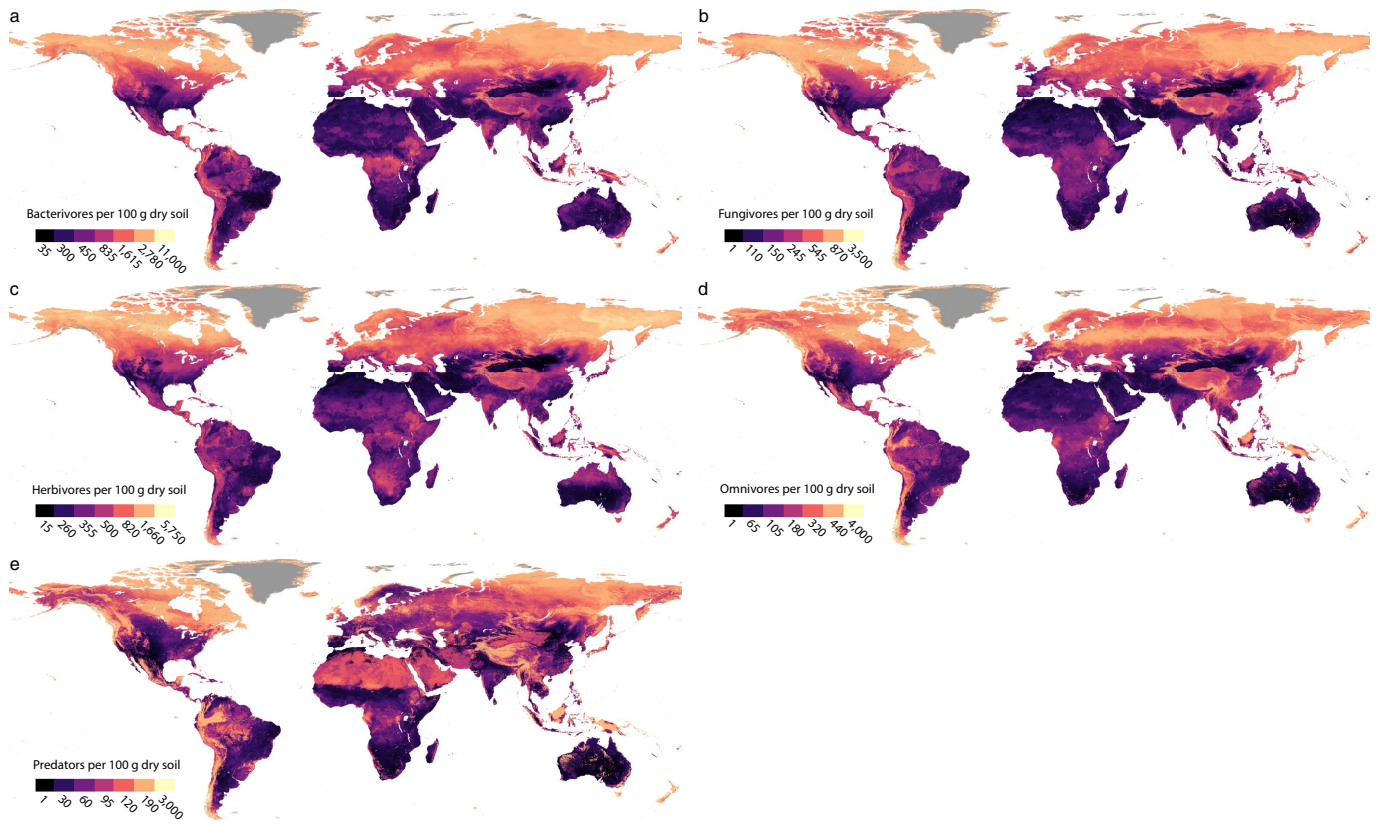 a
b
Bacterivores per 100 g dry soil
35 300 450 835 1,615 2,780 11,000
Fungivores per 100 g dry soil
1 110 150 245 545 870 3,500
c
d
Herbivores per 100 g dry soil
15 260 355 500 820 1,660 5,750
Omnivores per 100 g dry soil
1 65 105 180 320 440 4,000
e
Predators per 100 g dry soil
1 30 60 95 120 190 3,000